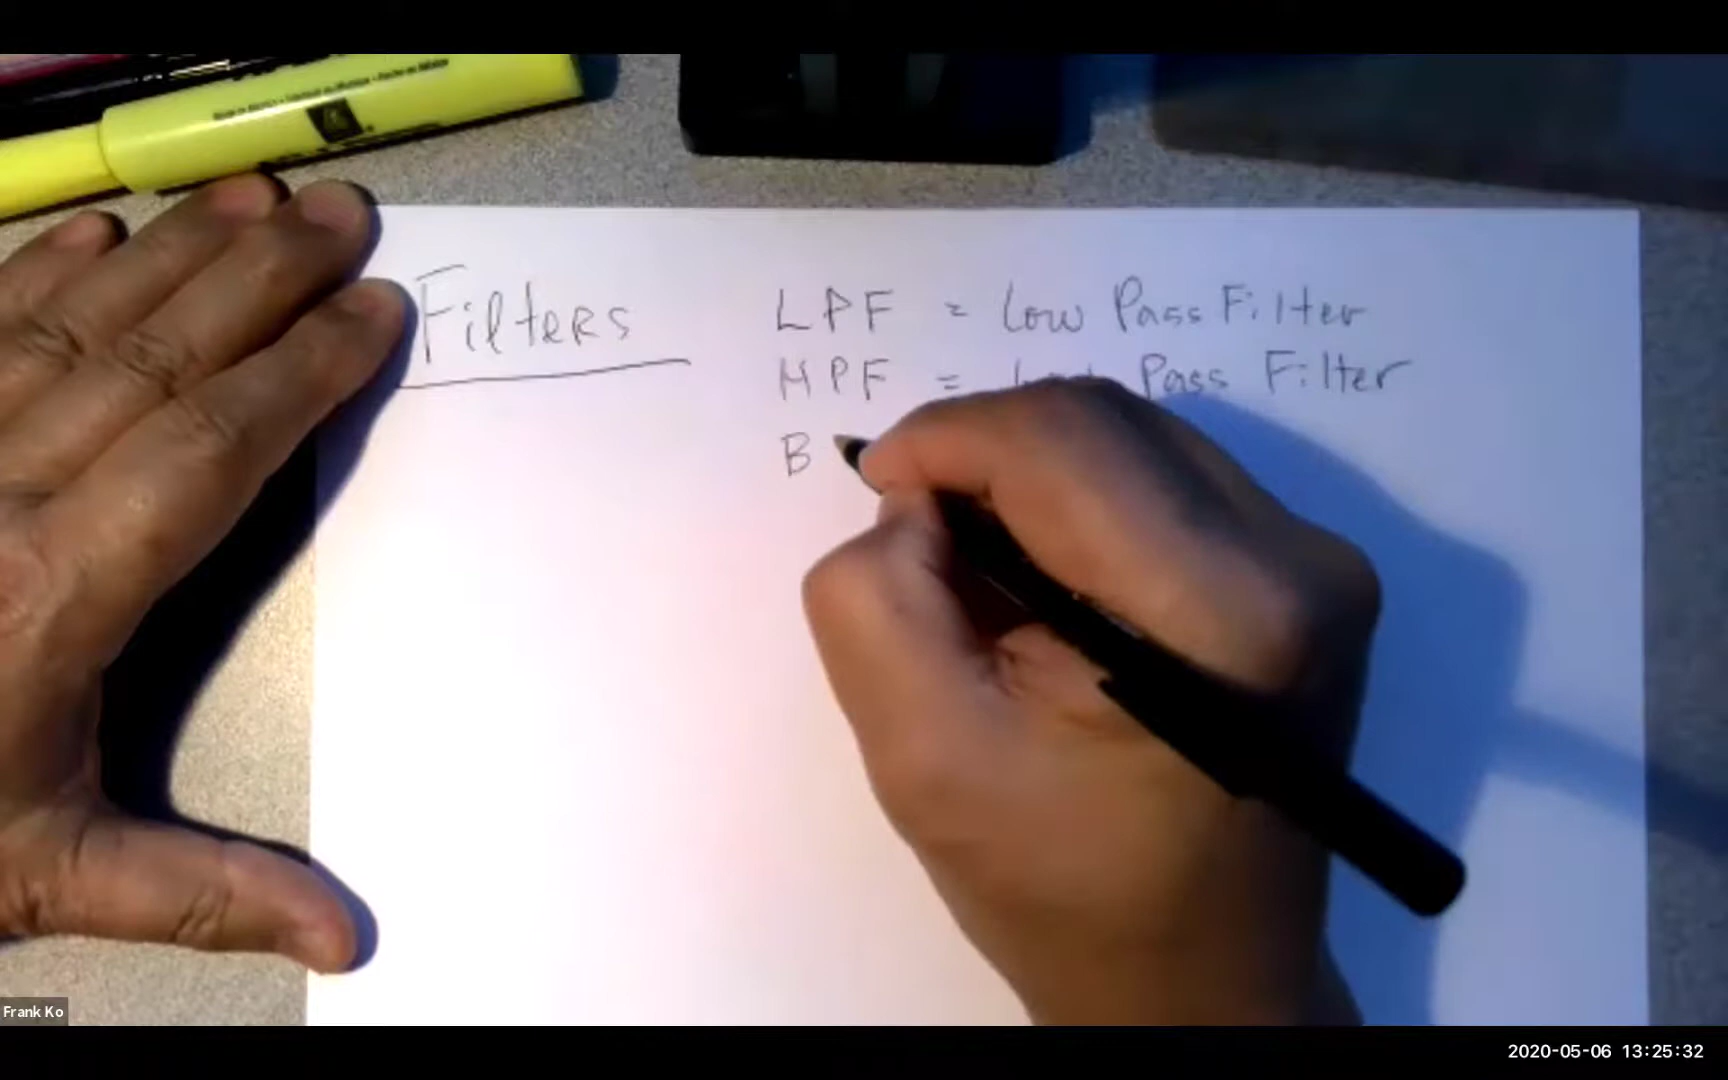 Filters
LPF = Low Pass Filter
HPF = Pass Filter
B
Frank Ko
2020-05-06 13:25:32